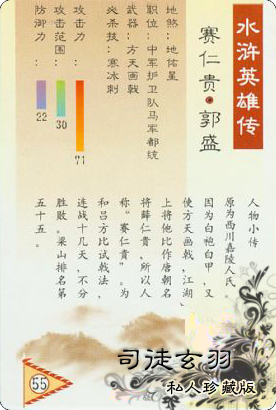 水浒英雄传
赛仁贵·郭盛
地煞：地佑星
职位：中军护卫队马军都统
武器：方天画戟
必杀技：寒冰刺
攻击力：
71
攻击范围：
30
防御力：
22
人物小传
原为西川嘉陵人氏，
因为白袍白甲，又
使方天画戟，江湖
上将他比作唐朝名
将薛仁贵，所以人
称“赛仁贵”。为
和吕方比试戟法，
连战十几天，不分
胜败。梁山排名第
五十五。
55
司徒玄羽
私人珍藏版